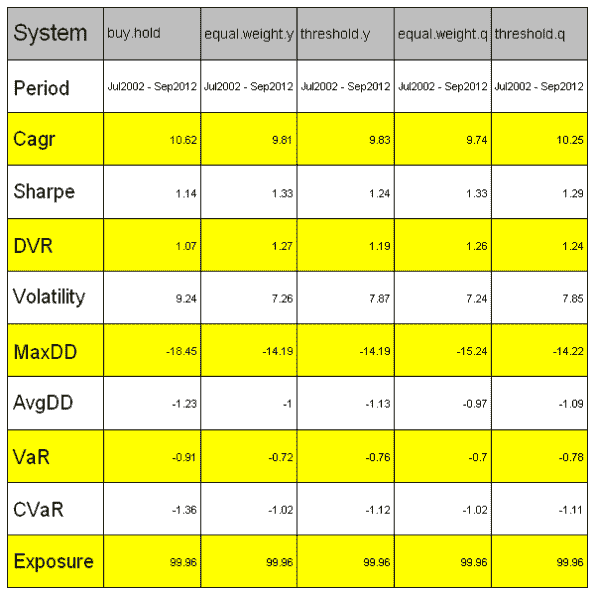 System buy.hold equal.weight.y threshold.y equal.weight.q threshold.q
Period Jul2002 - Sep2012 Jul2002 - Sep2012 Jul2002 - Sep2012 Jul2002 - Sep2012 Jul2002 - Sep2012
Cagr 10.62 9.81 9.83 9.74 10.25
Sharpe 1.14 1.33 1.24 1.33 1.29
DVR 1.07 1.27 1.19 1.26 1.24
Volatility 9.24 7.26 7.87 7.24 7.85
MaxDD -18.45 -14.19 -14.19 -15.24 -14.22
AvgDD -1.23 -1 -1.13 -0.97 -1.09
VaR -0.91 -0.72 -0.76 -0.7 -0.78
CVaR -1.36 -1.02 -1.12 -1.02 -1.11
Exposure 99.96 99.96 99.96 99.96 99.96